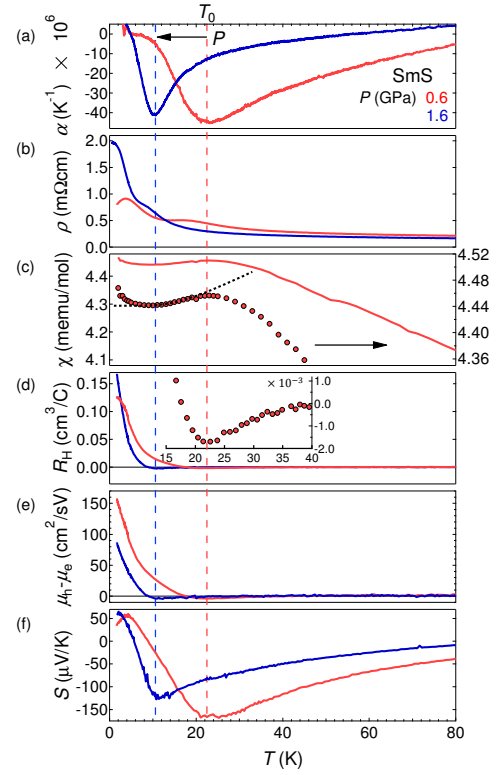 T₀
(a)
α (K⁻¹) × 10⁶
0
-10
-20
-30
-40
P
SmS
P (GPa) 0.6
1.6
(b)
ρ (mΩcm)
2.0
1.5
1.0
0.5
0.0
(c)
χ (memu/mol)
4.4
4.3
4.2
4.1
4.52
4.48
4.44
4.40
4.36
(d)
R_H (cm³/C)
0.15
0.10
0.05
0.00
× 10⁻³
1.0
0.0
-1.0
-2.0
15 20 25 30 35 40
(e)
μ_h-μ_e (cm²/sV)
150
100
50
0
(f)
S (μV/K)
50
0
-50
-100
-150
0 20 40 60 80
T (K)